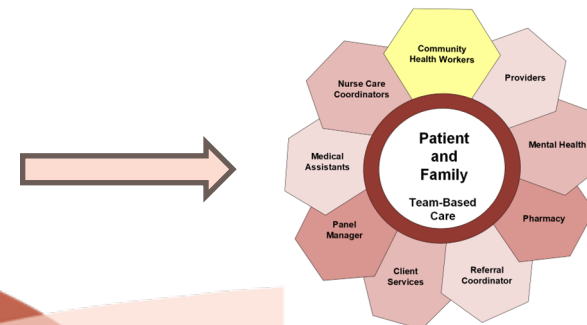 Community
Health Workers
Providers
Mental Health
Pharmacy
Referral
Coordinator
Client
Services
Panel
Manager
Medical
Assistants
Nurse Care
Coordinators
Patient
and
Family
Team-Based
Care